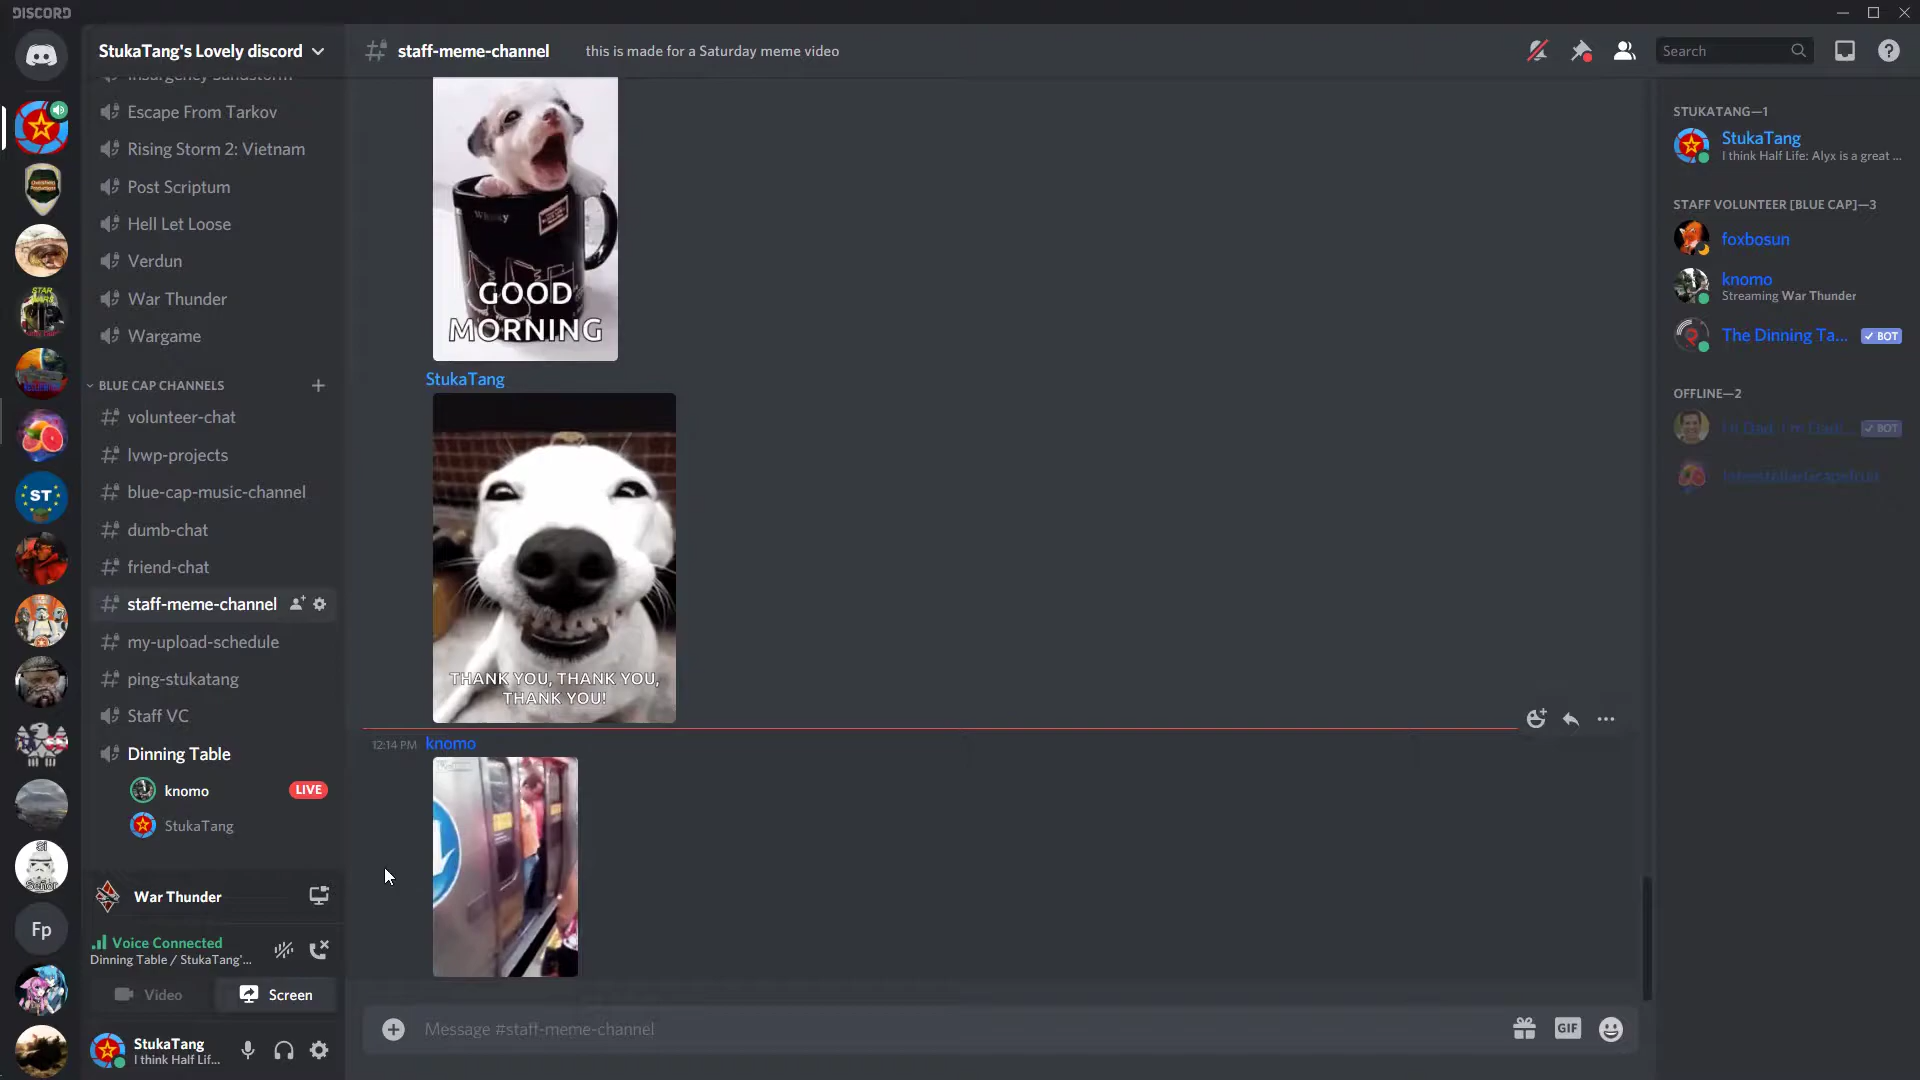 DISCORD
StukaTang's Lovely discord
Insurgency Sandstorm
Escape From Tarkov
Rising Storm 2: Vietnam
Post Scriptum
Hell Let Loose
Verdun
War Thunder
Wargame
BLUE CAP CHANNELS
volunteer-chat
lvwp-projects
blue-cap-music-channel
dumb-chat
friend-chat
staff-meme-channel
my-upload-schedule
ping-stukatang
Staff VC
Dinning Table
knomo LIVE
StukaTang
War Thunder
Voice Connected
Dinning Table / StukaTang'...
Video Screen
StukaTang
I think Half Lif...
ST
Fp
staff-meme-channel this is made for a Saturday meme video
Search
GOOD
MORNING
StukaTang
THANK YOU, THANK YOU,
THANK YOU!
12:14 PM knomo
Message #staff-meme-channel
GIF
STUKATANG—1
StukaTang
I think Half Life: Alyx is a great ...
STAFF VOLUNTEER [BLUE CAP]—3
foxbosun
knomo
Streaming War Thunder
The Dinning Ta... BOT
OFFLINE—2
Hi Dad, I'm Dad... BOT